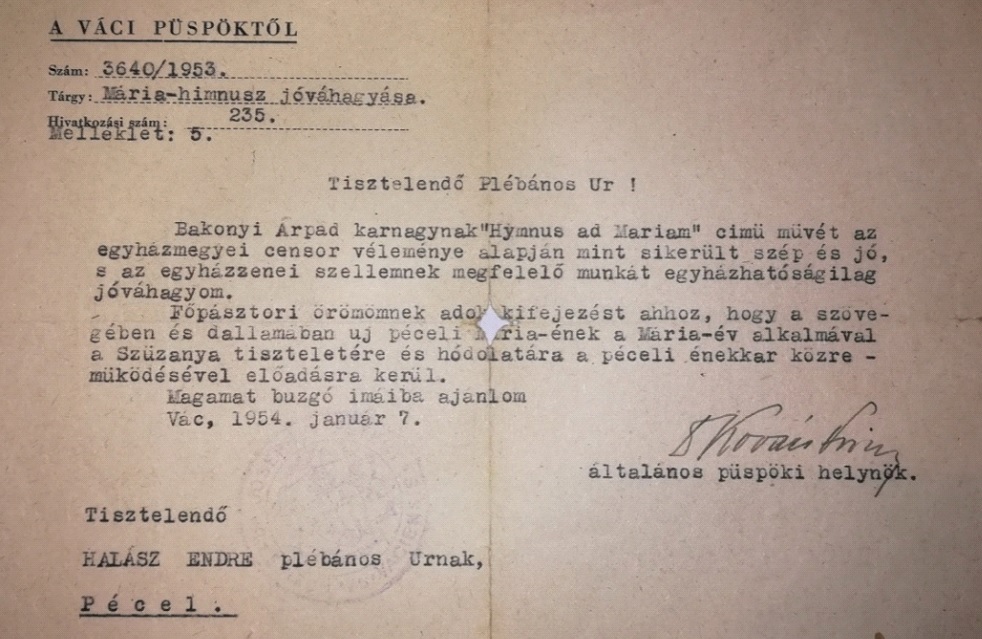 A VÁCI PÜSPÖKTŐL
Szám: 3640/1953.
Tárgy: Mária-himnusz jóváhagyása.
Hivatkozási szám: 235.
Melléklet: 5.
Tisztelendő Plébános Ur !
Bakonyi Árpád karnagynak "Hymnus ad Mariam" cimü müvét az
egyházmegyei censor véleménye alapján mint sikerült szép és jó,
s az egyházzenei szellemnek megfelelő munkát egyházhatóságilag
jóváhagyom.
Főpásztori örömömnek adok kifejezést ahhoz, hogy a szöve-
gében és dallamában uj péceli Mária-ének a Mária-év alkalmával
a Szüzanya tiszteletére és hódolatára a péceli énekkar közre -
müködésével előadásra kerül.
Magamat buzgó imáiba ajánlom
Vác, 1954. január 7.
általános püspöki helynök.
Tisztelendő
HALÁSZ ENDRE plébános Urnak,
Pécel.